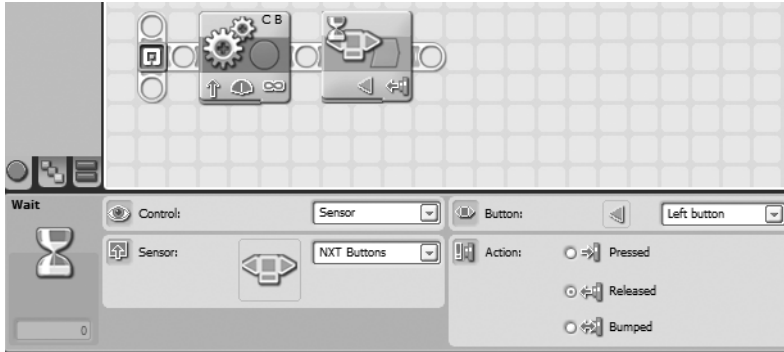 C B
Wait
Control:
Sensor
Button:
Left button
Sensor:
NXT Buttons
Action:
Pressed
Released
Bumped
0